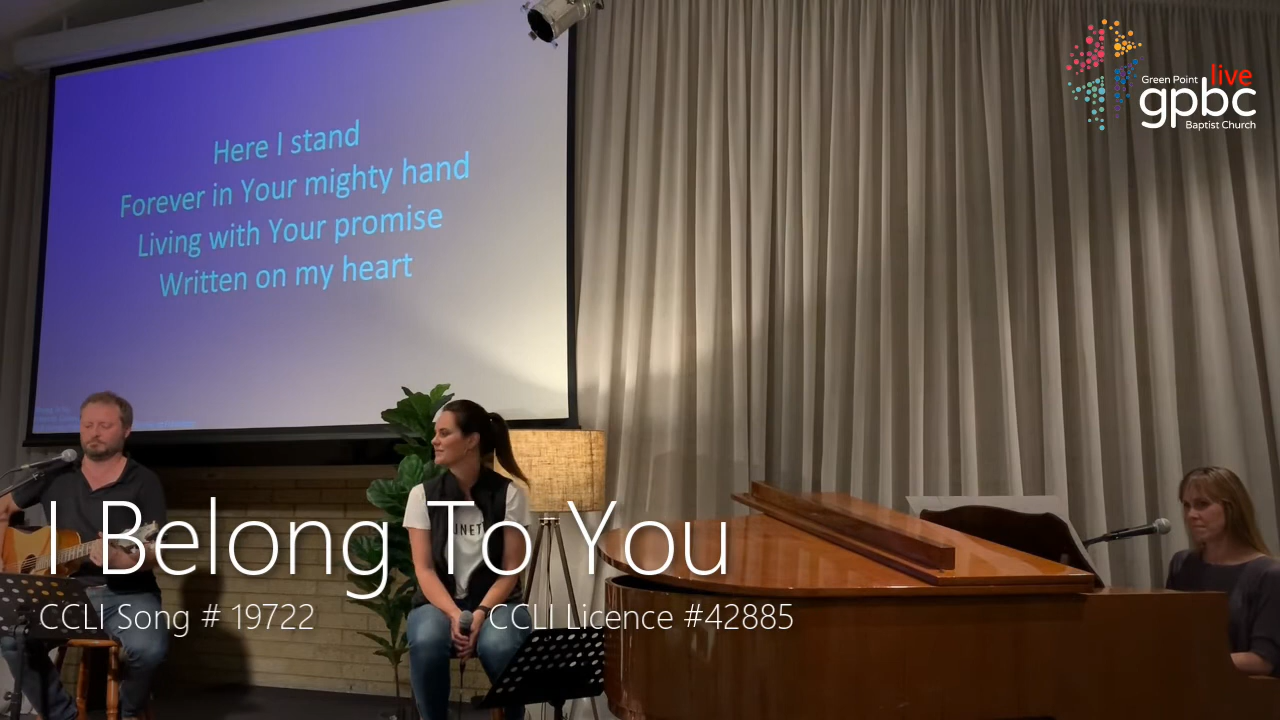 Here I stand
Forever in Your mighty hand
Living with Your promise
Written on my heart
live
Green Point
gpbc
Baptist Church
I Belong To You
CCLI Song # 19722
CCLI Licence #42885